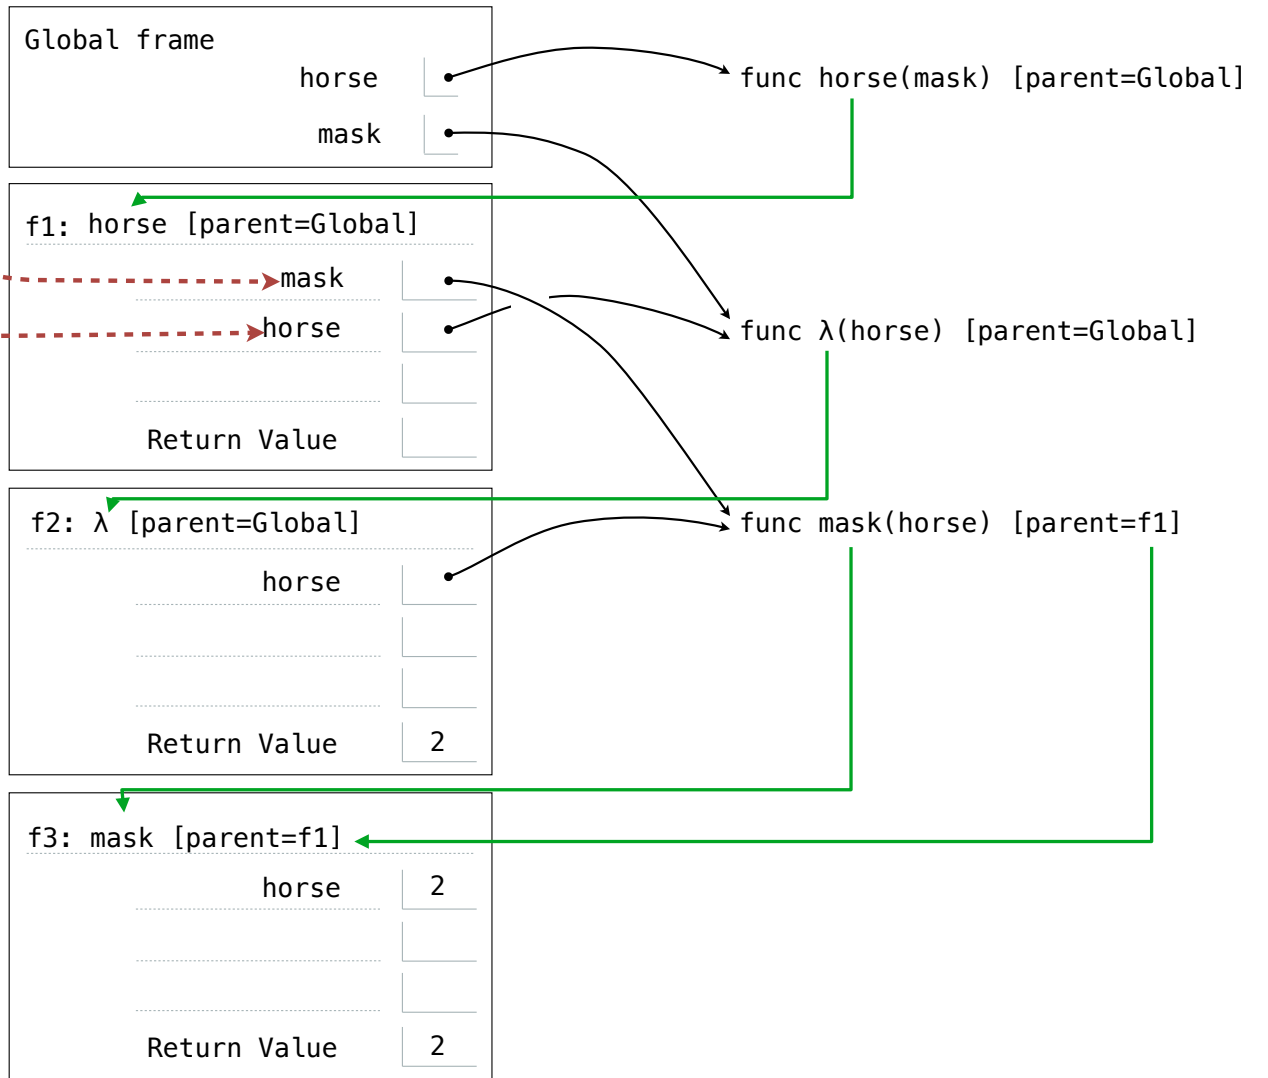 Global frame
horse
func horse(mask) [parent=Global]
mask
f1: horse [parent=Global]
mask
horse
func λ(horse) [parent=Global]
Return Value
f2: λ [parent=Global]
func mask(horse) [parent=f1]
horse
Return Value 2
f3: mask [parent=f1]
horse 2
Return Value 2